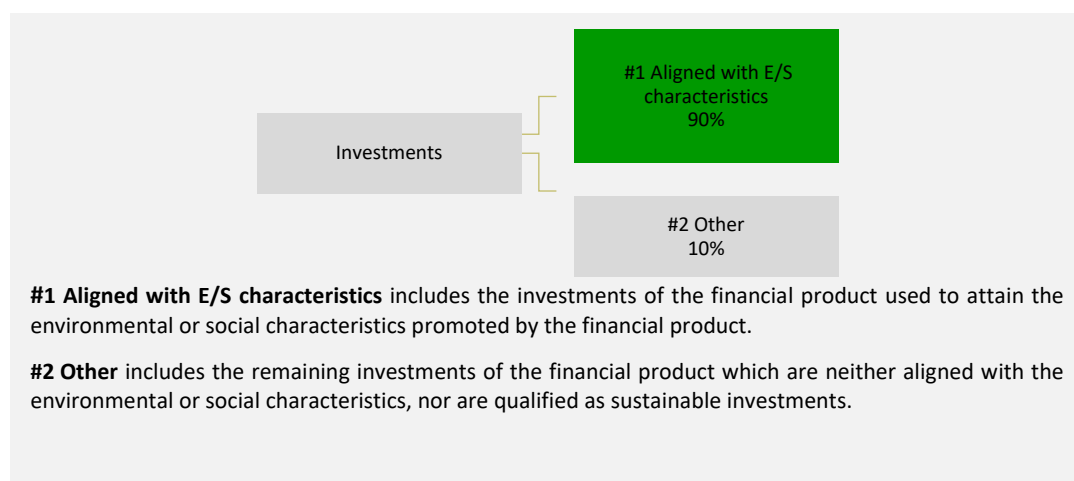 #1 Aligned with E/S
characteristics
90%
Investments
#2 Other
10%
#1 Aligned with E/S characteristics includes the investments of the financial product used to attain the
environmental or social characteristics promoted by the financial product.
#2 Other includes the remaining investments of the financial product which are neither aligned with the
environmental or social characteristics, nor are qualified as sustainable investments.